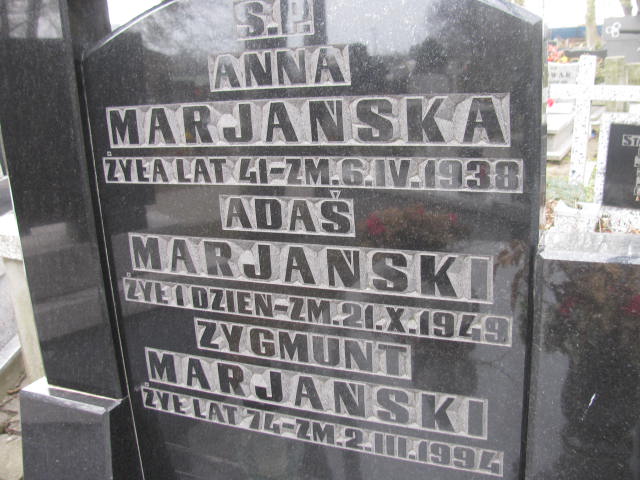 Ś.P.
ANNA
MARJAŃSKA
ŻYŁA LAT 41-ZM.6.IV.1938
ADAŚ
MARJAŃSKI
ŻYŁ 1 DZIEŃ-ZM.21.X.1949
ZYGMUNT
MARJAŃSKI
ŻYŁ LAT 74-ZM.2.III.1994